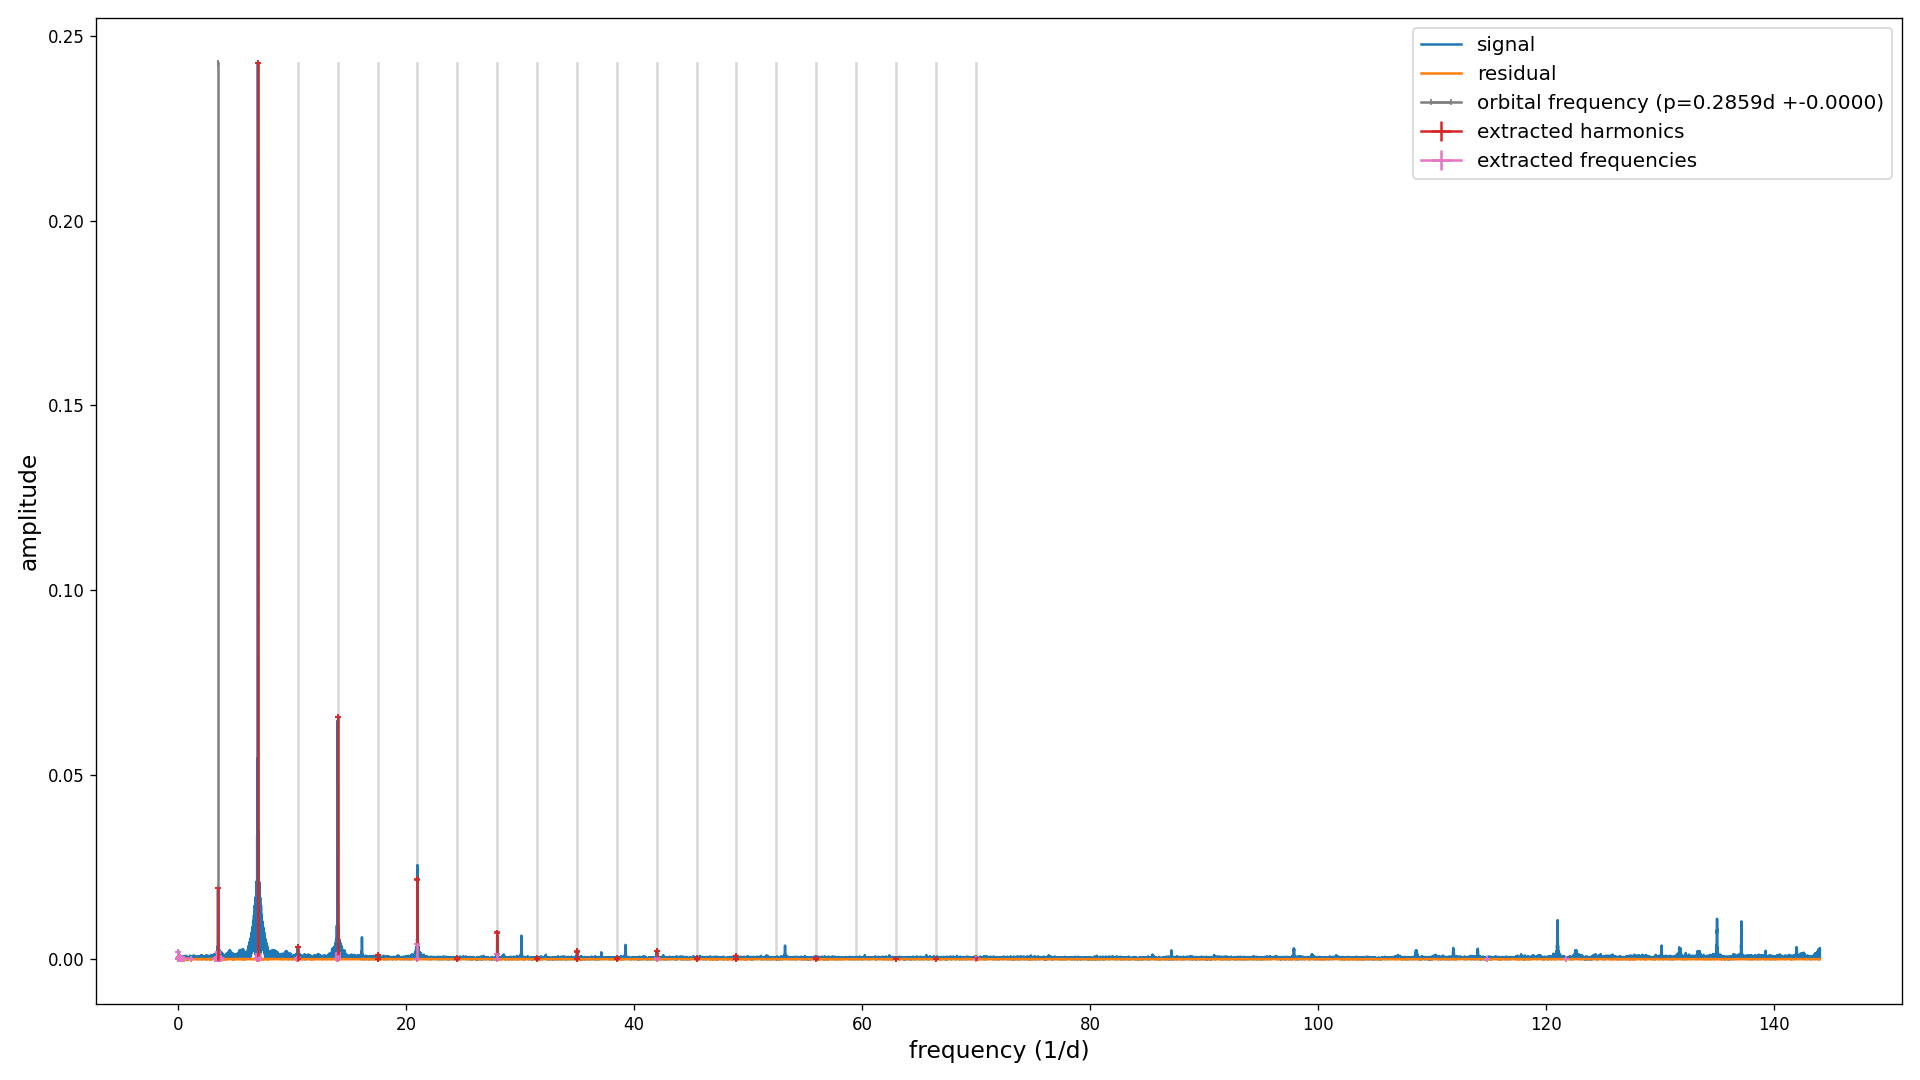 signal
residual
orbital frequency (p=0.2859d +-0.0000)
extracted harmonics
extracted frequencies
0.25
0.20
0.15
0.10
0.05
0.00
amplitude
0 20 40 60 80 100 120 140
frequency (1/d)